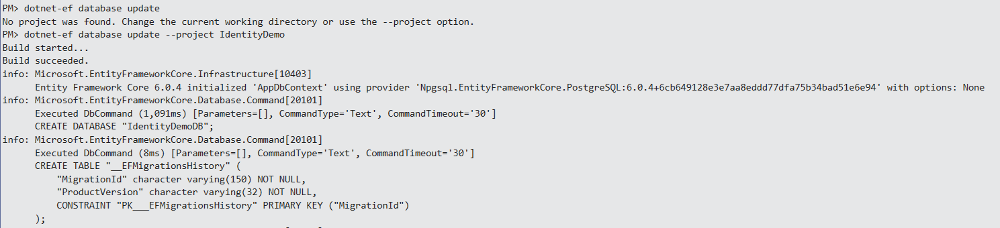 PM> dotnet-ef database update
No project was found. Change the current working directory or use the --project option.
PM> dotnet-ef database update --project IdentityDemo
Build started...
Build succeeded.
info: Microsoft.EntityFrameworkCore.Infrastructure[10403]
      Entity Framework Core 6.0.4 initialized 'AppDbContext' using provider 'Npgsql.EntityFrameworkCore.PostgreSQL:6.0.4+6cb649128e3e7aa8eddd77dfa75b34bad51e6e94' with options: None
info: Microsoft.EntityFrameworkCore.Database.Command[20101]
      Executed DbCommand (1,091ms) [Parameters=[], CommandType='Text', CommandTimeout='30']
      CREATE DATABASE "IdentityDemoDB";
info: Microsoft.EntityFrameworkCore.Database.Command[20101]
      Executed DbCommand (8ms) [Parameters=[], CommandType='Text', CommandTimeout='30']
      CREATE TABLE "__EFMigrationsHistory" (
          "MigrationId" character varying(150) NOT NULL,
          "ProductVersion" character varying(32) NOT NULL,
          CONSTRAINT "PK___EFMigrationsHistory" PRIMARY KEY ("MigrationId")
      );